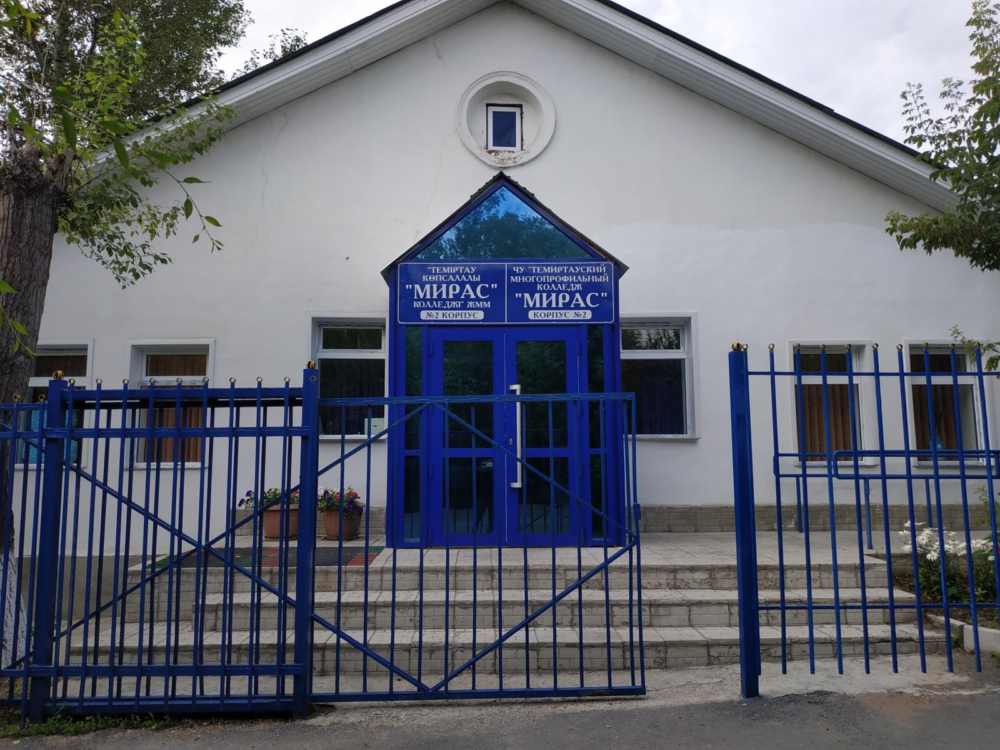 "ТЕМІРТАУ
КӨПСАЛАЛЫ
"МИРАС"
КОЛЛЕДЖІ" ЖММ
№2 КОРПУС
ЧУ "ТЕМИРТАУСКИЙ
МНОГОПРОФИЛЬНЫЙ
КОЛЛЕДЖ
"МИРАС"
КОРПУС №2